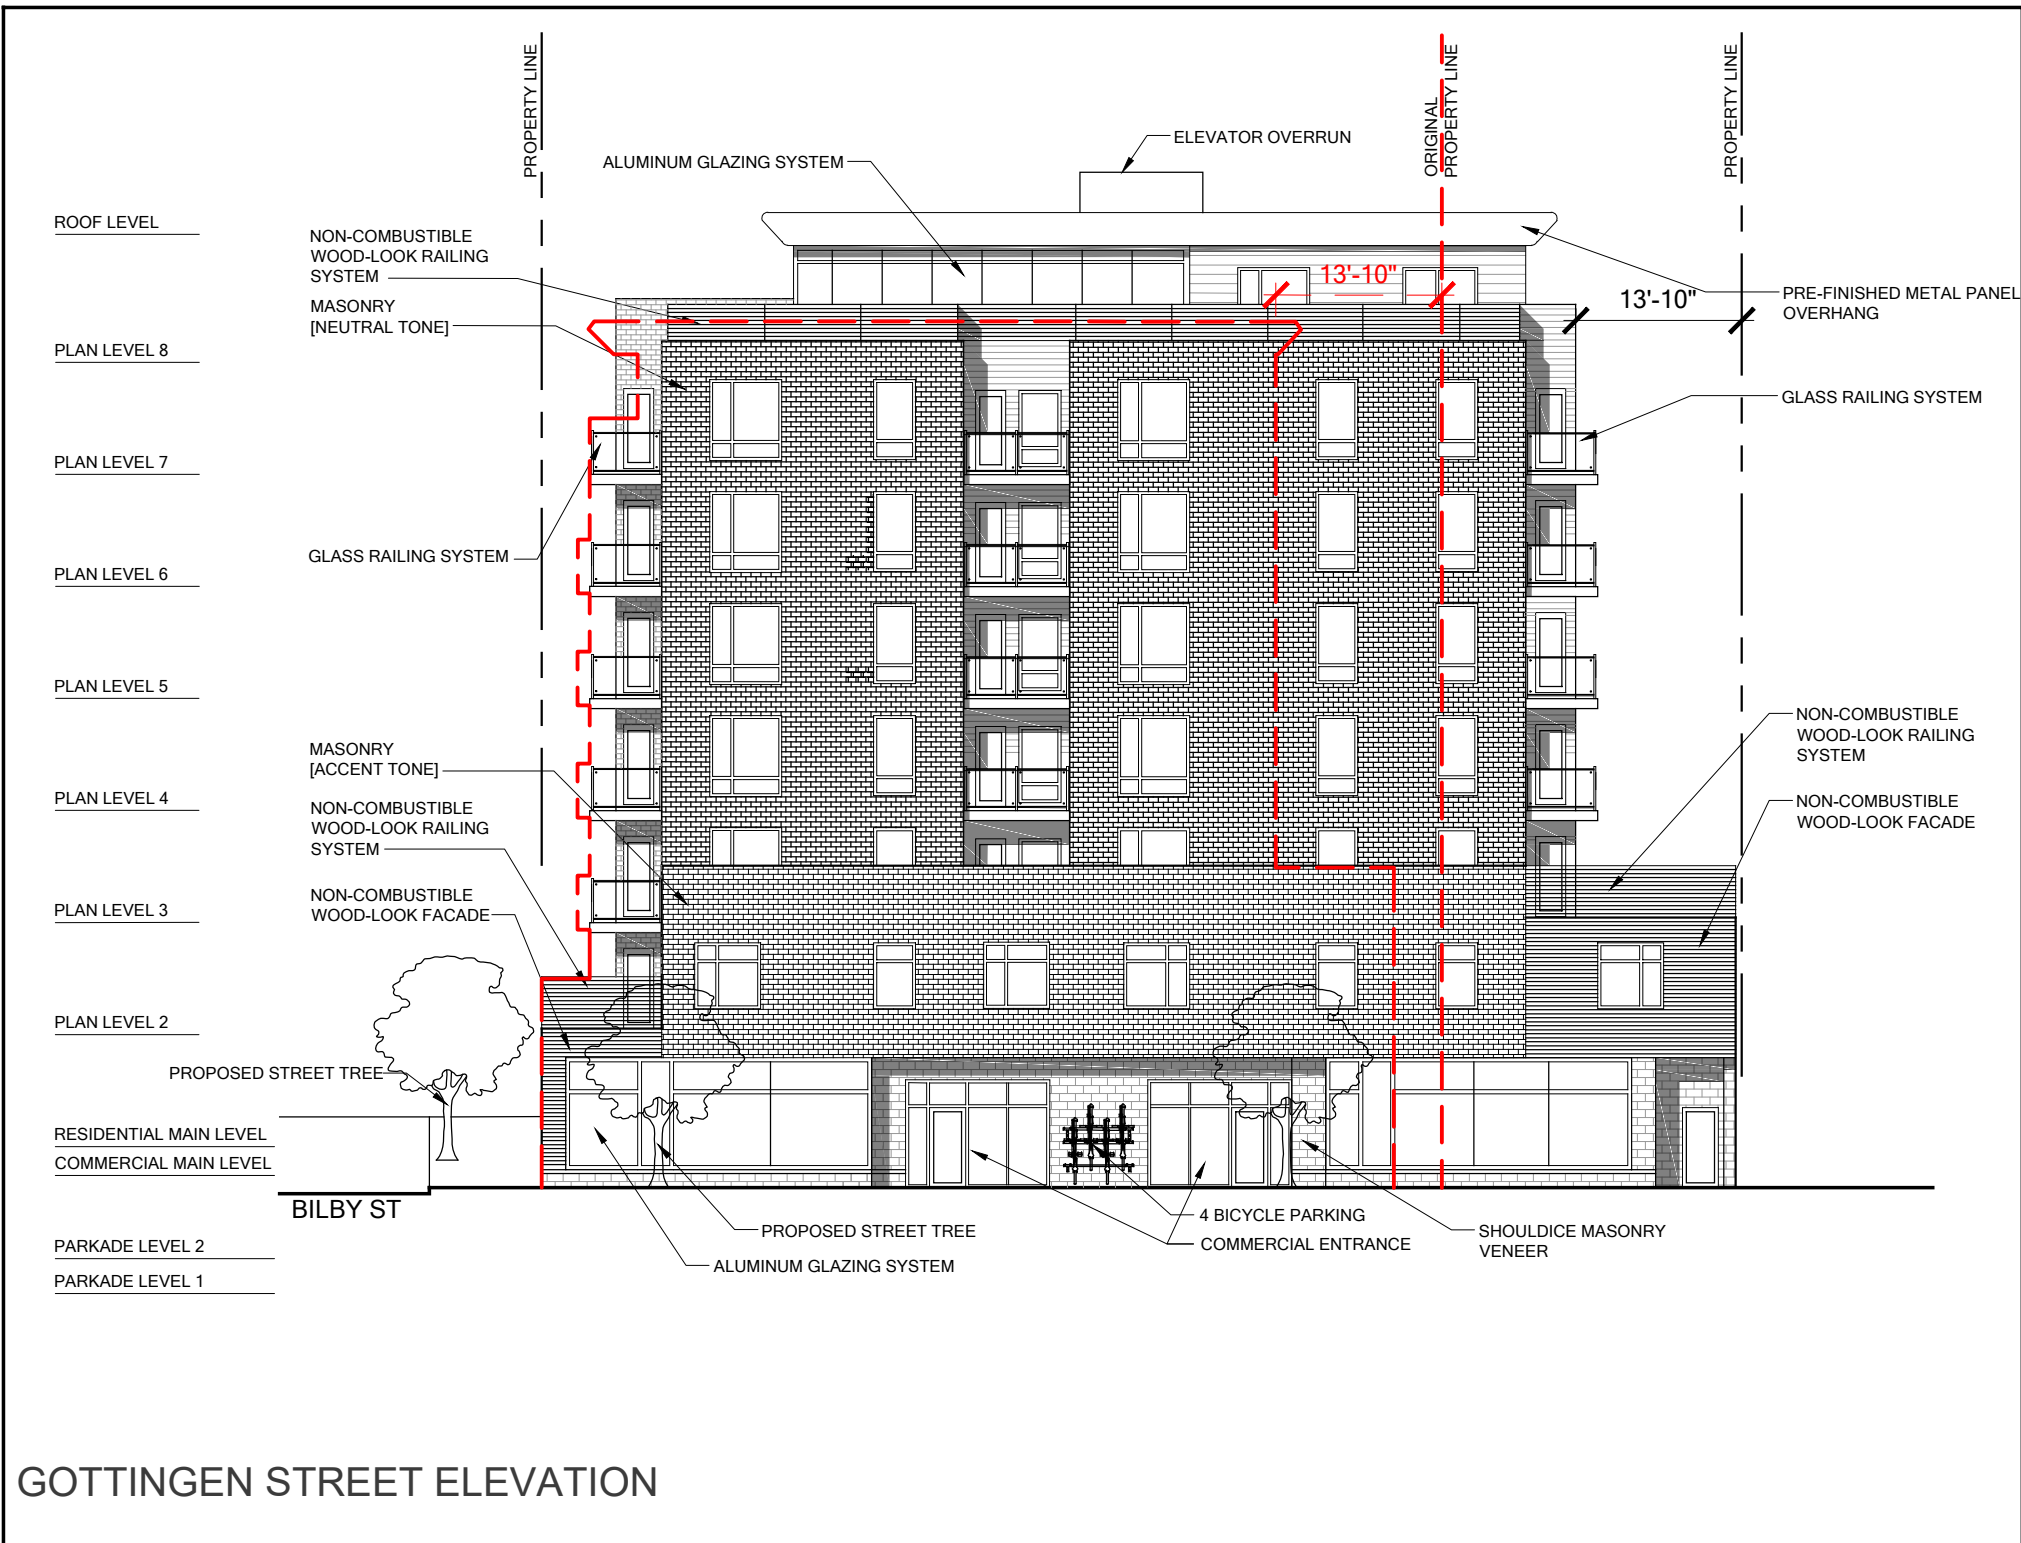 PROPERTY LINE
ORIGINAL
PROPERTY LINE
PROPERTY LINE
ELEVATOR OVERRUN
ALUMINUM GLAZING SYSTEM
ROOF LEVEL
NON-COMBUSTIBLE
WOOD-LOOK RAILING
SYSTEM
MASONRY
[NEUTRAL TONE]
13'-10"
13'-10"
PRE-FINISHED METAL PANEL
OVERHANG
PLAN LEVEL 8
GLASS RAILING SYSTEM
PLAN LEVEL 7
GLASS RAILING SYSTEM
PLAN LEVEL 6
PLAN LEVEL 5
NON-COMBUSTIBLE
WOOD-LOOK RAILING
SYSTEM
MASONRY
[ACCENT TONE]
PLAN LEVEL 4
NON-COMBUSTIBLE
WOOD-LOOK FACADE
NON-COMBUSTIBLE
WOOD-LOOK RAILING
SYSTEM
NON-COMBUSTIBLE
WOOD-LOOK FACADE
PLAN LEVEL 3
PLAN LEVEL 2
PROPOSED STREET TREE
RESIDENTIAL MAIN LEVEL
COMMERCIAL MAIN LEVEL
BILBY ST
4 BICYCLE PARKING
COMMERCIAL ENTRANCE
PROPOSED STREET TREE
SHOULDICE MASONRY
VENEER
ALUMINUM GLAZING SYSTEM
PARKADE LEVEL 2
PARKADE LEVEL 1
GOTTINGEN STREET ELEVATION